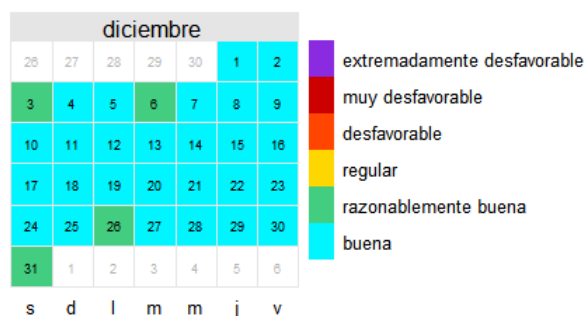 diciembre
26 27 28 29 30 1 2
3 4 5 6 7 8 9
10 11 12 13 14 15 16
17 18 19 20 21 22 23
24 25 26 27 28 29 30
31 1 2 3 4 5 6
s d l m m j v
extremadamente desfavorable
muy desfavorable
desfavorable
regular
razonablemente buena
buena